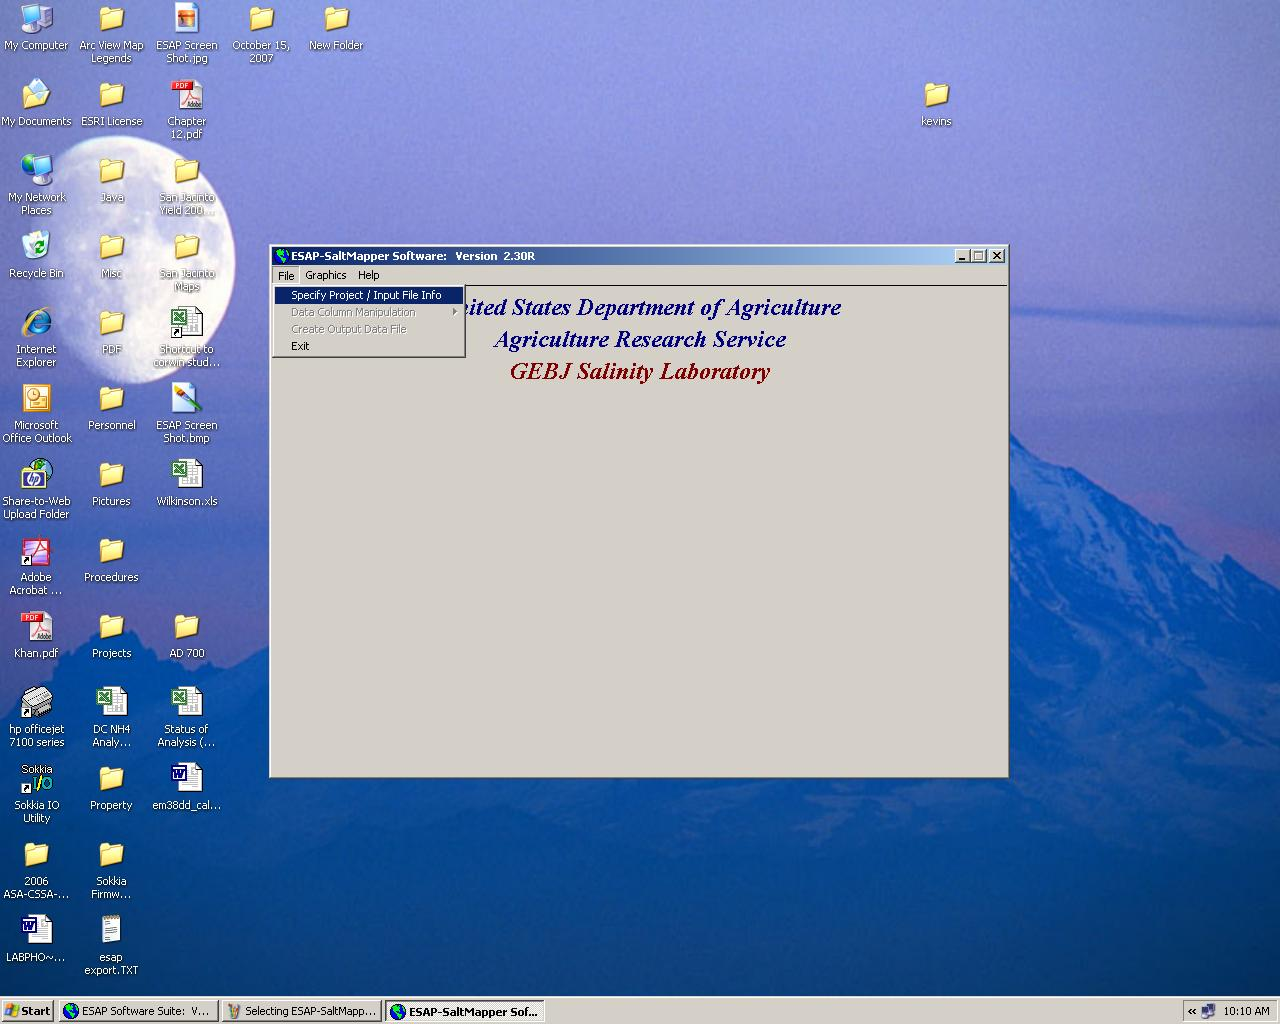 My Computer
Arc View Map
Legends
ESAP Screen
Shot.jpg
October 15,
2007
New Folder
My Documents
ESRI License
Chapter
12.pdf
kevins
My Network
Places
Java
San Jacinto
Yield 200...
Recycle Bin
Misc
San Jacinto
Maps
Internet
Explorer
PDF
Shortcut to
corwin stud...
Microsoft
Office Outlook
Personnel
ESAP Screen
Shot.bmp
Share-to-Web
Upload Folder
Pictures
Wilkinson.xls
Adobe
Acrobat ...
Procedures
Khan.pdf
Projects
AD 700
hp officejet
7100 series
DC NH4
Analy...
Status of
Analysis (...
Sokkia
I/O
Sokkia IO
Utility
Property
em38dd_cal...
2006
ASA-CSSA-...
Sokkia
Firmw...
LABPHO~...
esap
export.TXT
ESAP-SaltMapper Software: Version 2.30R
File Graphics Help
Specify Project / Input File Info
Data Column Manipulation
Create Output Data File
Exit
ited States Department of Agriculture
Agriculture Research Service
GEBJ Salinity Laboratory
Start
ESAP Software Suite: V...
Selecting ESAP-SaltMapp...
ESAP-SaltMapper Sof...
« 10:10 AM